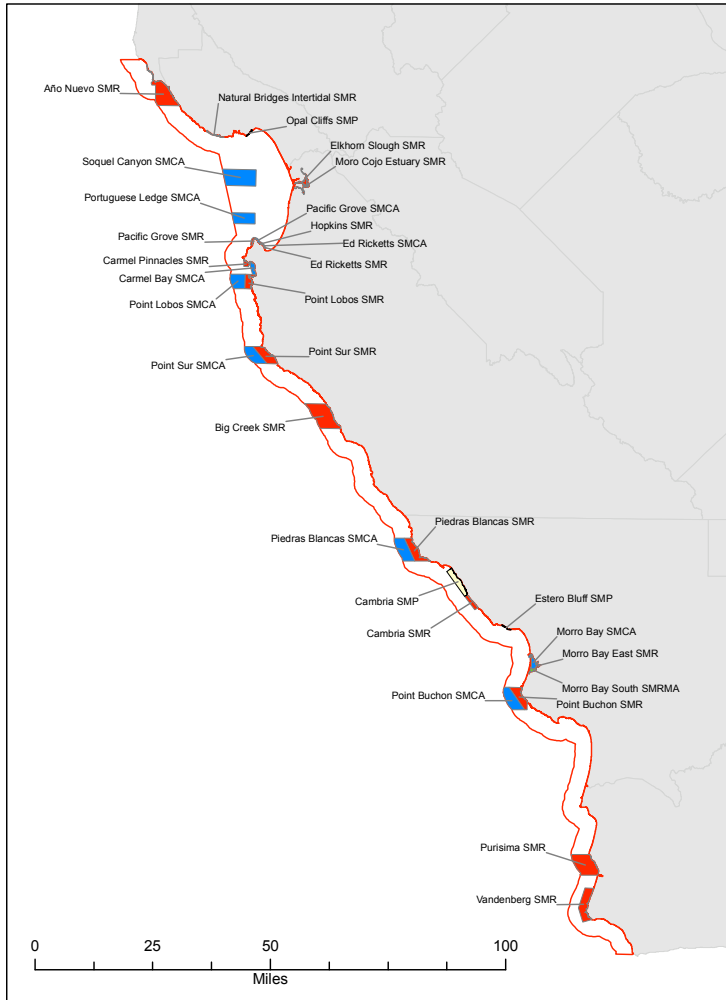 Año Nuevo SMR
Natural Bridges Intertidal SMR
Opal Cliffs SMP
Elkhorn Slough SMR
Moro Cojo Estuary SMR
Soquel Canyon SMCA
Portuguese Ledge SMCA
Pacific Grove SMCA
Hopkins SMR
Pacific Grove SMR
Ed Ricketts SMCA
Carmel Pinnacles SMR
Ed Ricketts SMR
Carmel Bay SMCA
Point Lobos SMCA
Point Lobos SMR
Point Sur SMCA
Point Sur SMR
Big Creek SMR
Piedras Blancas SMR
Piedras Blancas SMCA
Cambria SMP
Estero Bluff SMP
Cambria SMR
Morro Bay SMCA
Morro Bay East SMR
Morro Bay South SMRMA
Point Buchon SMCA
Point Buchon SMR
Purisima SMR
Vandenberg SMR
0 25 50 100
Miles